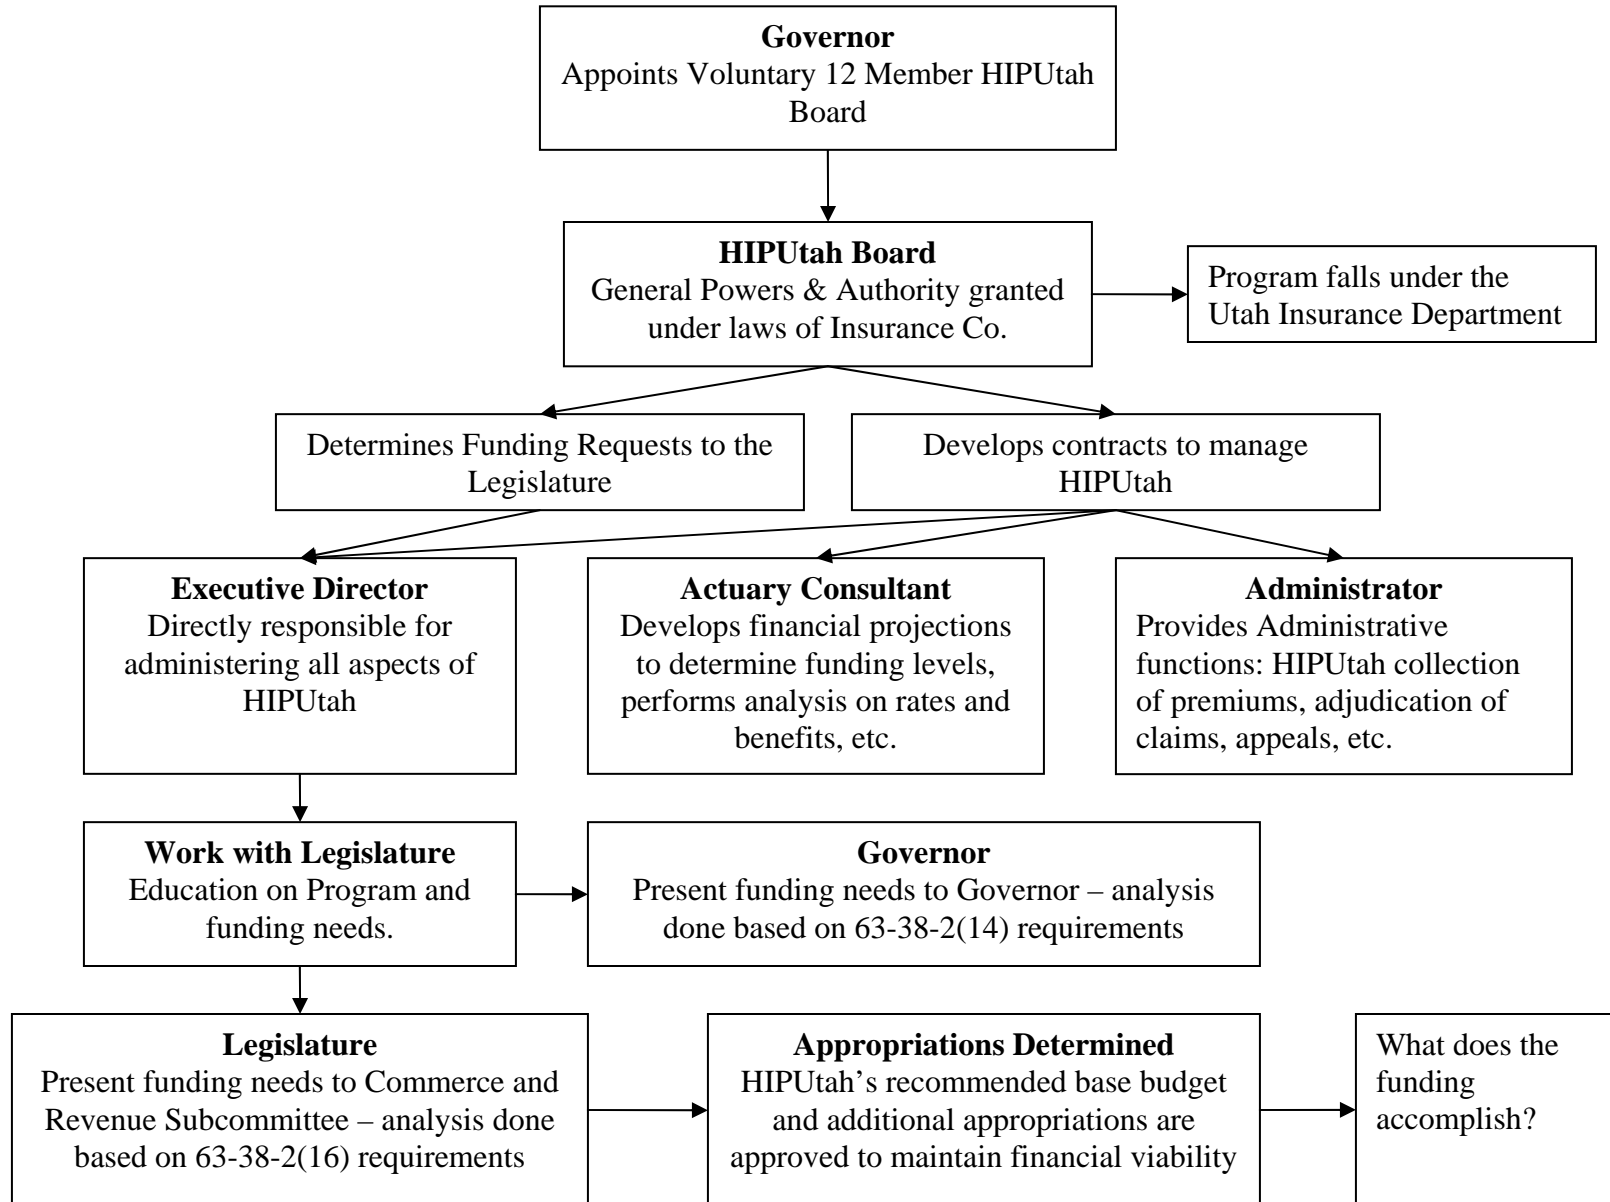 Governor
Appoints Voluntary 12 Member HIPUtah
Board
HIPUtah Board
General Powers & Authority granted
under laws of Insurance Co.
Program falls under the
Utah Insurance Department
Determines Funding Requests to the
Legislature
Develops contracts to manage
HIPUtah
Executive Director
Directly responsible for
administering all aspects of
HIPUtah
Actuary Consultant
Develops financial projections
to determine funding levels,
performs analysis on rates and
benefits, etc.
Administrator
Provides Administrative
functions: HIPUtah collection
of premiums, adjudication of
claims, appeals, etc.
Work with Legislature
Education on Program and
funding needs.
Governor
Present funding needs to Governor – analysis
done based on 63-38-2(14) requirements
Legislature
Present funding needs to Commerce and
Revenue Subcommittee – analysis done
based on 63-38-2(16) requirements
Appropriations Determined
HIPUtah’s recommended base budget
and additional appropriations are
approved to maintain financial viability
What does the
funding
accomplish?